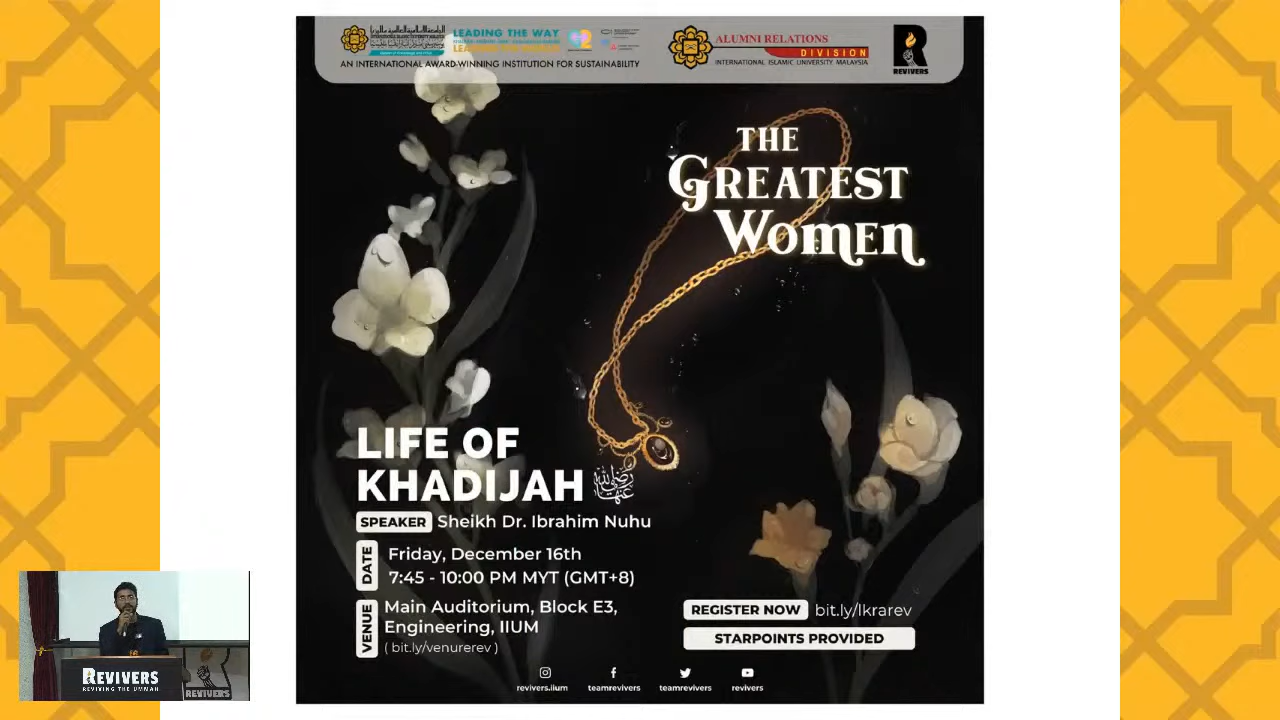 LEADING THE WAY
AN INTERNATIONAL AWARD-WINNING INSTITUTION FOR SUSTAINABILITY
ALUMNI RELATIONS
DIVISION
INTERNATIONAL ISLAMIC UNIVERSITY MALAYSIA
REVIVERS
THE
GREATEST
WOMEN
LIFE OF
KHADIJAH رضي الله عنها
SPEAKER Sheikh Dr. Ibrahim Nuhu
DATE
Friday, December 16th
7:45 - 10:00 PM MYT (GMT+8)
VENUE
Main Auditorium, Block E3,
Engineering, IIUM
( bit.ly/venurerev )
REGISTER NOW bit.ly/lkrarev
STARPOINTS PROVIDED
revivers.iium teamrevivers teamrevivers revivers
REVIVERS
REVIVING THE UMMAH
REVIVERS